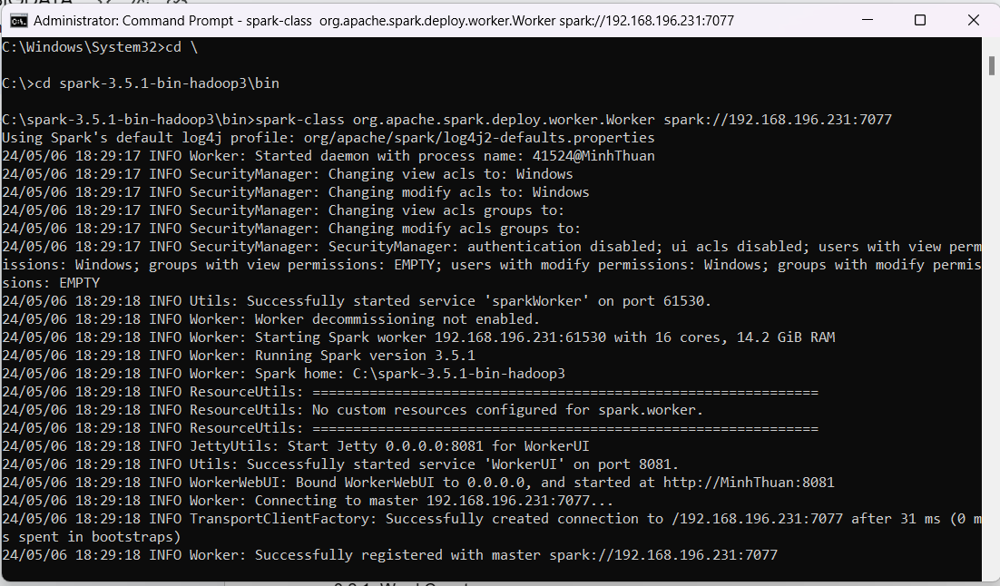 Administrator: Command Prompt - spark-class  org.apache.spark.deploy.worker.Worker spark://192.168.196.231:7077
C:\Windows\System32>cd \
C:\>cd spark-3.5.1-bin-hadoop3\bin
C:\spark-3.5.1-bin-hadoop3\bin>spark-class org.apache.spark.deploy.worker.Worker spark://192.168.196.231:7077
Using Spark's default log4j profile: org/apache/spark/log4j2-defaults.properties
24/05/06 18:29:17 INFO Worker: Started daemon with process name: 41524@MinhThuan
24/05/06 18:29:17 INFO SecurityManager: Changing view acls to: Windows
24/05/06 18:29:17 INFO SecurityManager: Changing modify acls to: Windows
24/05/06 18:29:17 INFO SecurityManager: Changing view acls groups to:
24/05/06 18:29:17 INFO SecurityManager: Changing modify acls groups to:
24/05/06 18:29:17 INFO SecurityManager: SecurityManager: authentication disabled; ui acls disabled; users with view perm
issions: Windows; groups with view permissions: EMPTY; users with modify permissions: Windows; groups with modify permis
sions: EMPTY
24/05/06 18:29:18 INFO Utils: Successfully started service 'sparkWorker' on port 61530.
24/05/06 18:29:18 INFO Worker: Worker decommissioning not enabled.
24/05/06 18:29:18 INFO Worker: Starting Spark worker 192.168.196.231:61530 with 16 cores, 14.2 GiB RAM
24/05/06 18:29:18 INFO Worker: Running Spark version 3.5.1
24/05/06 18:29:18 INFO Worker: Spark home: C:\spark-3.5.1-bin-hadoop3
24/05/06 18:29:18 INFO ResourceUtils: ==============================================================
24/05/06 18:29:18 INFO ResourceUtils: No custom resources configured for spark.worker.
24/05/06 18:29:18 INFO ResourceUtils: ==============================================================
24/05/06 18:29:18 INFO JettyUtils: Start Jetty 0.0.0.0:8081 for WorkerUI
24/05/06 18:29:18 INFO Utils: Successfully started service 'WorkerUI' on port 8081.
24/05/06 18:29:18 INFO WorkerWebUI: Bound WorkerWebUI to 0.0.0.0, and started at http://MinhThuan:8081
24/05/06 18:29:18 INFO Worker: Connecting to master 192.168.196.231:7077...
24/05/06 18:29:18 INFO TransportClientFactory: Successfully created connection to /192.168.196.231:7077 after 31 ms (0 m
s spent in bootstraps)
24/05/06 18:29:18 INFO Worker: Successfully registered with master spark://192.168.196.231:7077